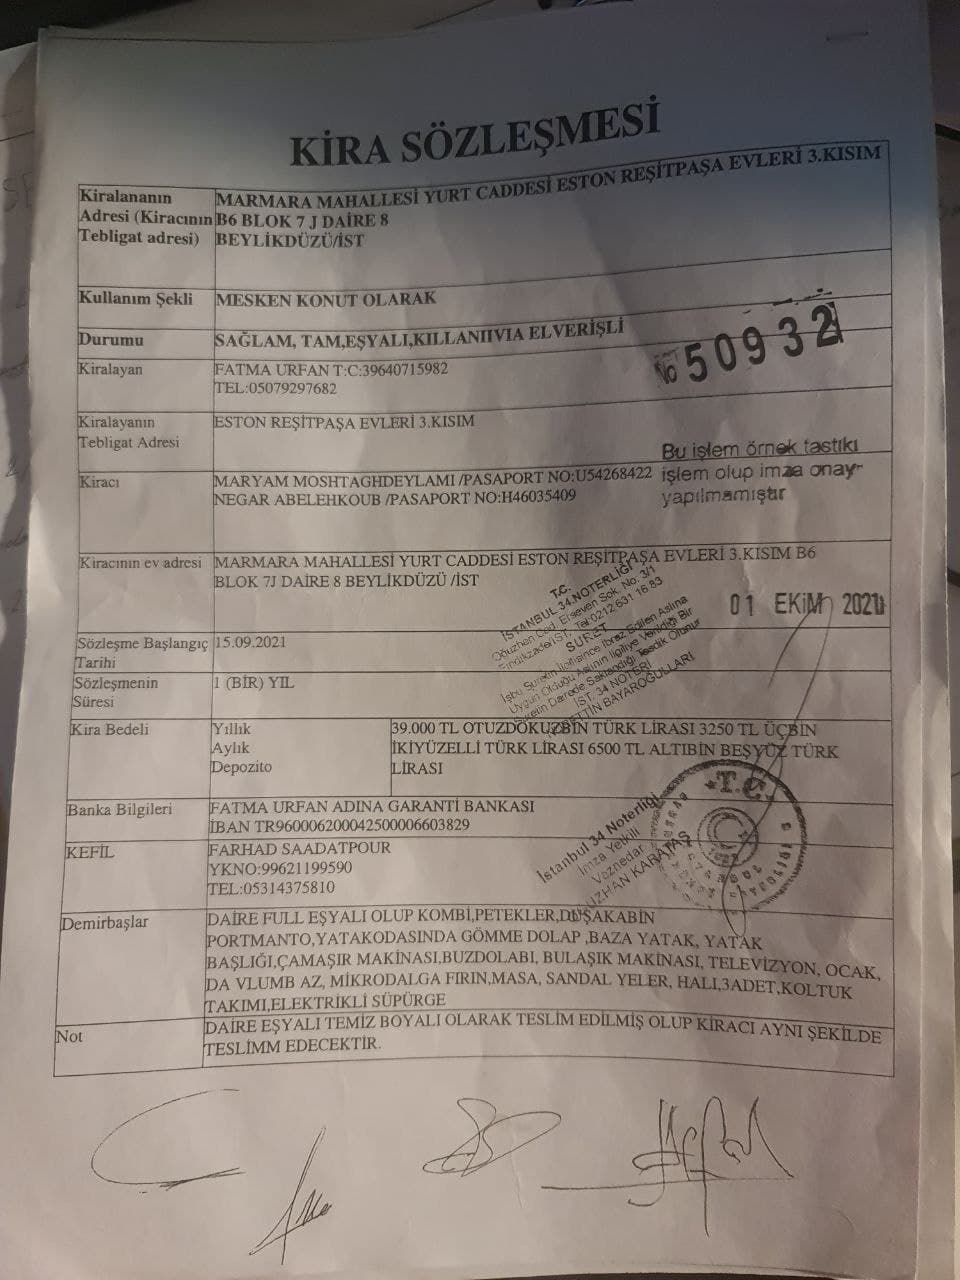 KİRA SÖZLEŞMESİ
Kiralananın
Adresi (Kiracının
Tebligat adresi)
MARMARA MAHALLESİ YURT CADDESİ ESTON REŞİTPAŞA EVLERİ 3.KISIM
B6 BLOK 7 J DAİRE 8
BEYLİKDÜZÜ/İST
Kullanım Şekli
MESKEN KONUT OLARAK
Durumu
SAĞLAM, TAM,EŞYALI,KILLANIIVIA ELVERİŞLİ
No 50932
Kiralayan
FATMA URFAN T:C:39640715982
TEL:05079297682
Kiralayanın
Tebligat Adresi
ESTON REŞİTPAŞA EVLERİ 3.KISIM
Bu işlem örnek tastiki
işlem olup imza onay-
yapılmamıştır
Kiracı
MARYAM MOSHTAGHDEYLAMI /PASAPORT NO:U54268422
NEGAR ABELEHKOUB /PASAPORT NO:H46035409
Kiracının ev adresi
MARMARA MAHALLESİ YURT CADDESİ ESTON REŞİTPAŞA EVLERİ 3.KISIM B6
BLOK 7J DAİRE 8 BEYLİKDÜZÜ /İST
T.C.
İSTANBUL 34.NOTERLİĞİ
Oğuzhan Cad. Erseven Sok. No. 3/1
Fındıkzade/İST. Tel:0212 631 16 83
SURET
İşbu Suretin İlgilisince İbraz Edilen Aslına
Uygun Olduğu Aslının İlgiliye Verildiği Bir
Suretin Dairede Saklandığı Tasdik Olunur
İST. 34 NOTERİ
BAYAROĞULLARI
01 EKİM 2021
Sözleşme Başlangıç
Tarihi
15.09.2021
Sözleşmenin
Süresi
1 (BİR) YIL
Kira Bedeli
Yıllık
Aylık
Depozito
39.000 TL OTUZDOKUZBİN TÜRK LİRASI 3250 TL ÜÇBİN
İKİYÜZELLİ TÜRK LİRASI 6500 TL ALTIBİN BEŞYÜZ TÜRK
LİRASI
T.C.
Banka Bilgileri
FATMA URFAN ADINA GARANTİ BANKASI
İBAN TR960006200042500006603829
İstanbul 34 Noterliği
İmza Yetkili
Veznedar
KARATAŞ
KEFİL
FARHAD SAADATPOUR
YKNO:99621199590
TEL:05314375810
Demirbaşlar
DAİRE FULL EŞYALI OLUP KOMBİ,PETEKLER,DUŞAKABİN
PORTMANTO,YATAKODASINDA GÖMME DOLAP ,BAZA YATAK, YATAK
BAŞLIĞI,ÇAMAŞIR MAKİNASI,BUZDOLABI, BULAŞIK MAKİNASI, TELEVİZYON, OCAK,
DA VLUMB AZ, MİKRODALGA FIRIN,MASA, SANDAL YELER, HALI,3ADET,KOLTUK
TAKIMI,ELEKTRİKLİ SÜPÜRGE
Not
DAİRE EŞYALI TEMİZ BOYALI OLARAK TESLİM EDİLMİŞ OLUP KİRACI AYNI ŞEKİLDE
TESLİMM EDECEKTİR.